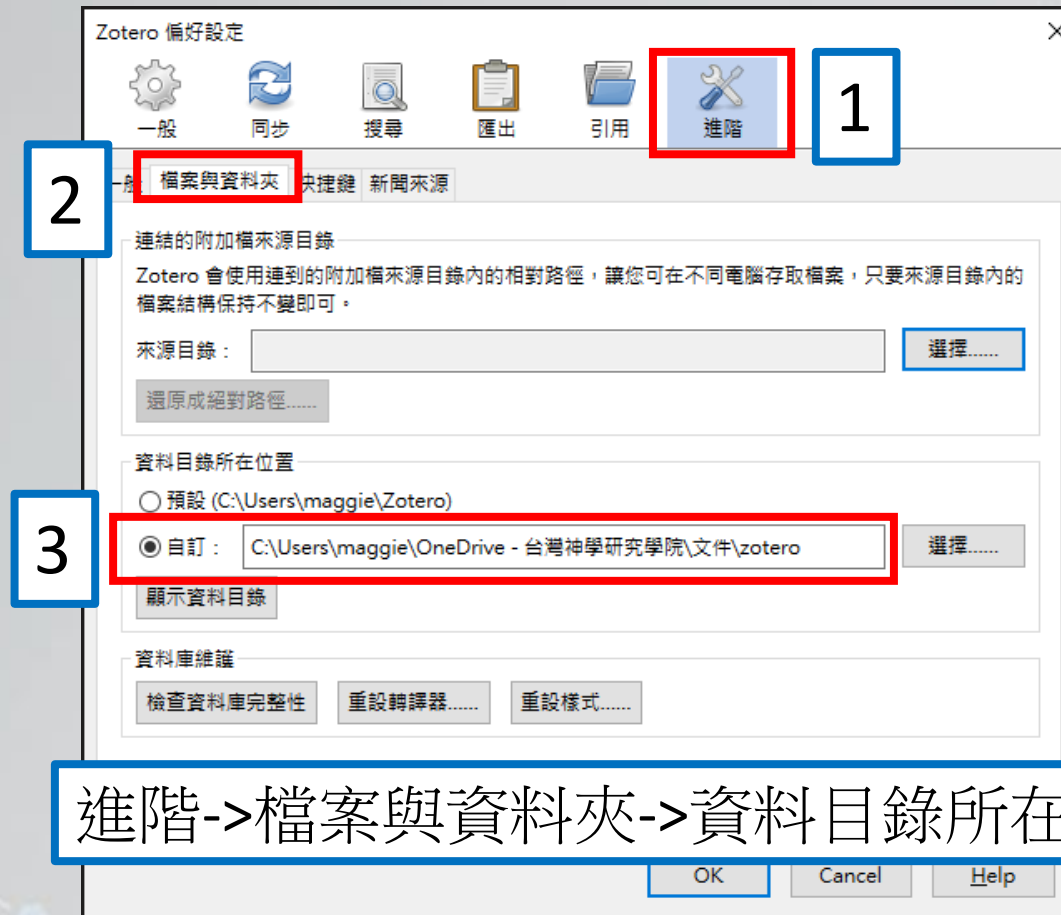 Zotero 偏好設定
一般 同步 搜尋 匯出 引用 進階
1
2
一般 檔案與資料夾 快捷鍵 新聞來源
連結的附加檔來源目錄
Zotero 會使用連到的附加檔來源目錄內的相對路徑，讓您可在不同電腦存取檔案，只要來源目錄內的
檔案結構保持不變即可。
來源目錄： 選擇......
還原成絕對路徑......
資料目錄所在位置
預設 (C:\Users\maggie\Zotero)
3
自訂： C:\Users\maggie\OneDrive - 台灣神學研究學院\文件\zotero 選擇......
顯示資料目錄
資料庫維護
檢查資料庫完整性 重設轉譯器...... 重設樣式......
進階->檔案與資料夾->資料目錄所在
OK Cancel Help